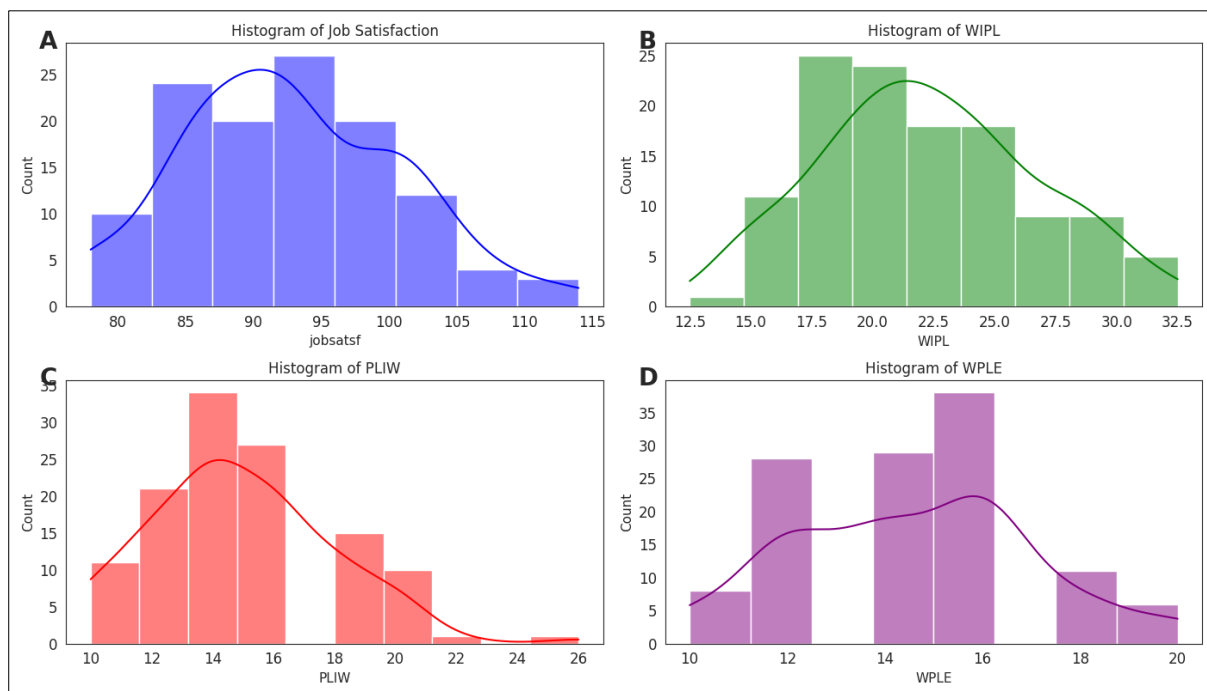 A
Histogram of Job Satisfaction
Count
25
20
15
10
5
0
80 85 90 95 100 105 110 115
jobsatsf
B
Histogram of WIPL
Count
25
20
15
10
5
0
12.5 15.0 17.5 20.0 22.5 25.0 27.5 30.0 32.5
WIPL
C
Histogram of PLIW
Count
35
30
25
20
15
10
5
0
10 12 14 16 18 20 22 24 26
PLIW
D
Histogram of WPLE
Count
35
30
25
20
15
10
5
0
10 12 14 16 18 20
WPLE